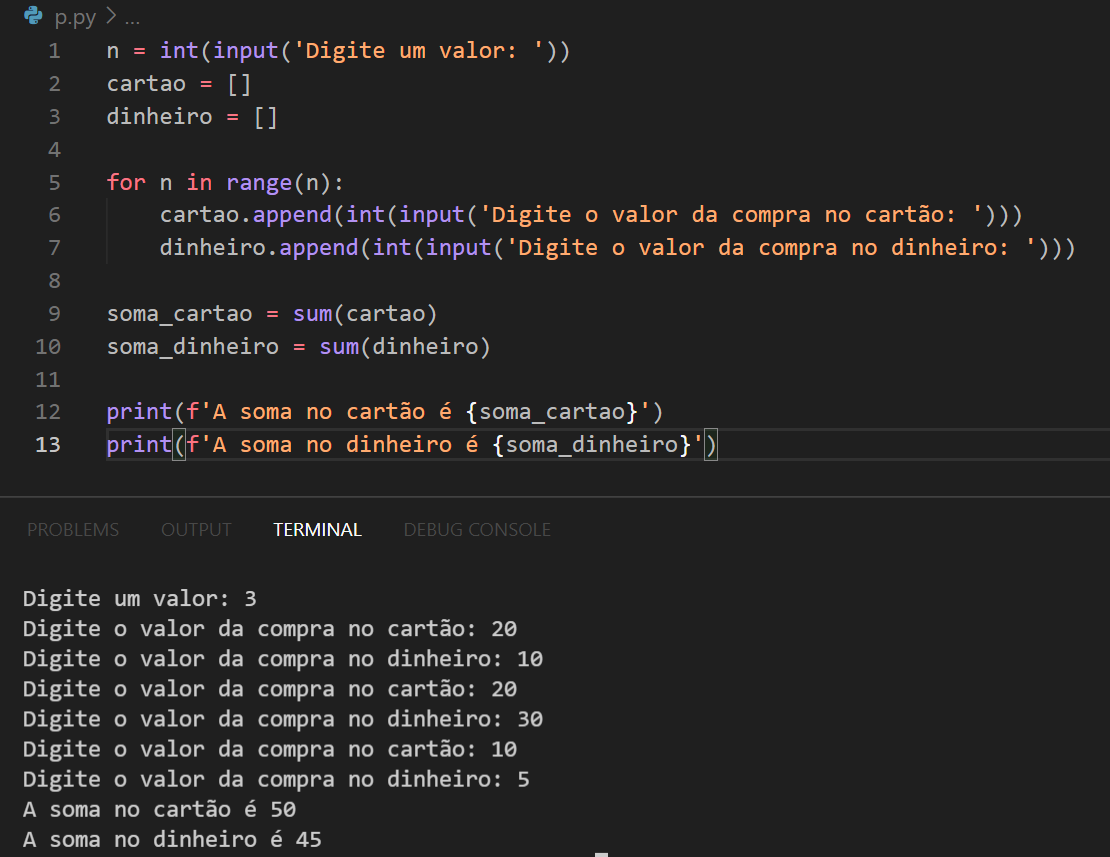 p.py > ...
1 n = int(input('Digite um valor: '))
2 cartao = []
3 dinheiro = []
4
5 for n in range(n):
6     cartao.append(int(input('Digite o valor da compra no cartão: ')))
7     dinheiro.append(int(input('Digite o valor da compra no dinheiro: ')))
8
9 soma_cartao = sum(cartao)
10 soma_dinheiro = sum(dinheiro)
11
12 print(f'A soma no cartão é {soma_cartao}')
13 print(f'A soma no dinheiro é {soma_dinheiro}')
PROBLEMS OUTPUT TERMINAL DEBUG CONSOLE
Digite um valor: 3
Digite o valor da compra no cartão: 20
Digite o valor da compra no dinheiro: 10
Digite o valor da compra no cartão: 20
Digite o valor da compra no dinheiro: 30
Digite o valor da compra no cartão: 10
Digite o valor da compra no dinheiro: 5
A soma no cartão é 50
A soma no dinheiro é 45